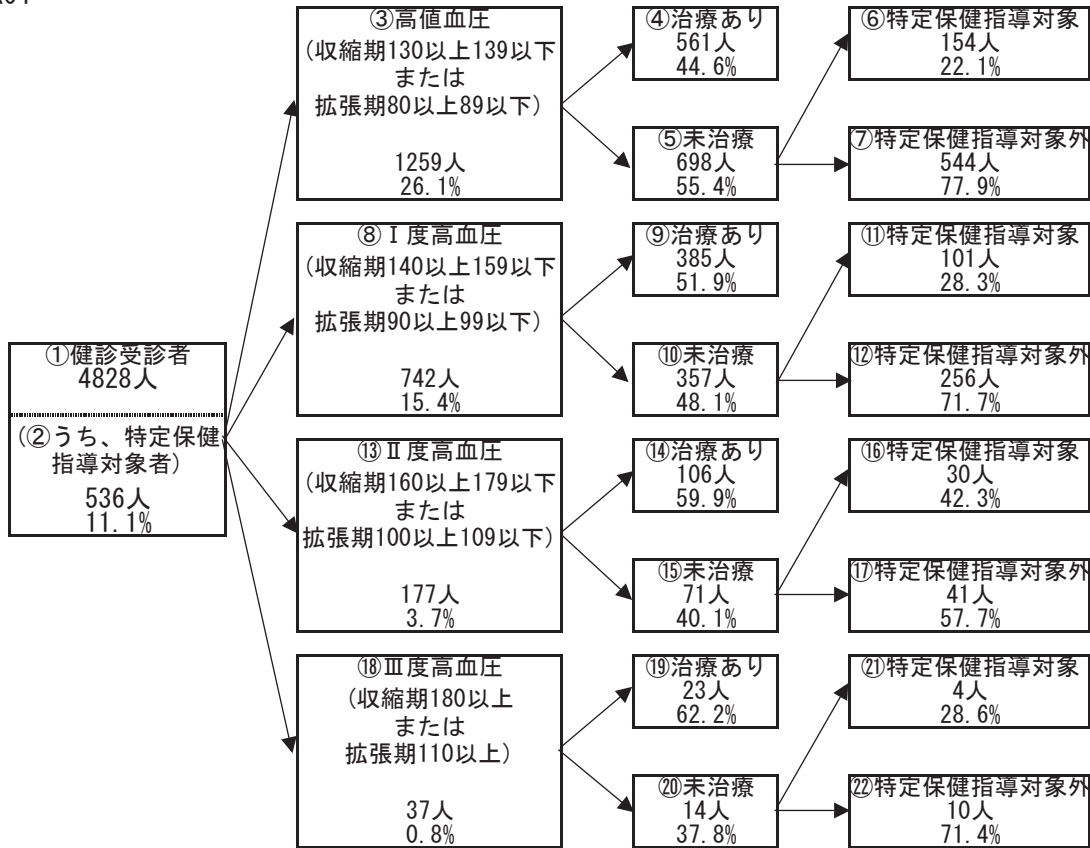 ③高値血圧
(収縮期130以上139以下
または
拡張期80以上89以下)
1259人
26.1%
④治療あり
561人
44.6%
⑤未治療
698人
55.4%
⑥特定保健指導対象
154人
22.1%
⑦特定保健指導対象外
544人
77.9%
①健診受診者
4828人
(②うち、特定保健
指導対象者)
536人
11.1%
⑧Ⅰ度高血圧
(収縮期140以上159以下
または
拡張期90以上99以下)
742人
15.4%
⑨治療あり
385人
51.9%
⑩未治療
357人
48.1%
⑪特定保健指導対象
101人
28.3%
⑫特定保健指導対象外
256人
71.7%
⑬Ⅱ度高血圧
(収縮期160以上179以下
または
拡張期100以上109以下)
177人
3.7%
⑭治療あり
106人
59.9%
⑮未治療
71人
40.1%
⑯特定保健指導対象
30人
42.3%
⑰特定保健指導対象外
41人
57.7%
⑱Ⅲ度高血圧
(収縮期180以上
または
拡張期110以上)
37人
0.8%
⑲治療あり
23人
62.2%
⑳未治療
14人
37.8%
㉑特定保健指導対象
4人
28.6%
㉒特定保健指導対象外
10人
71.4%